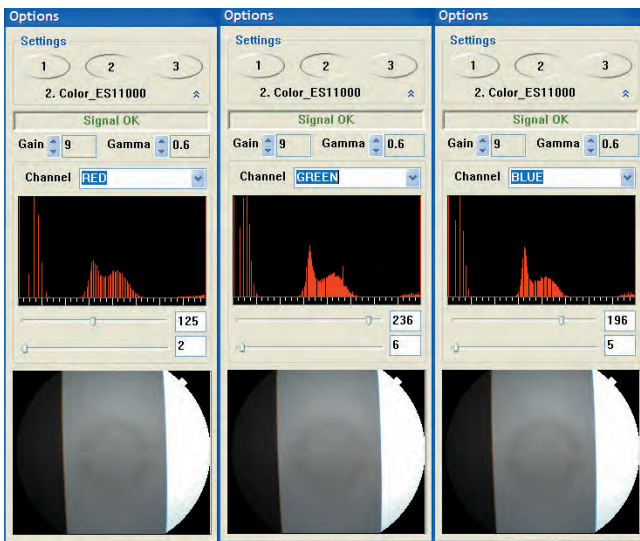 Options
Settings
1 2 3
2. Color_ES11000
Signal OK
Gain 9 Gamma 0.6
Channel RED
125
2
Options
Settings
1 2 3
2. Color_ES11000
Signal OK
Gain 9 Gamma 0.6
Channel GREEN
236
6
Options
Settings
1 2 3
2. Color_ES11000
Signal OK
Gain 9 Gamma 0.6
Channel BLUE
196
5